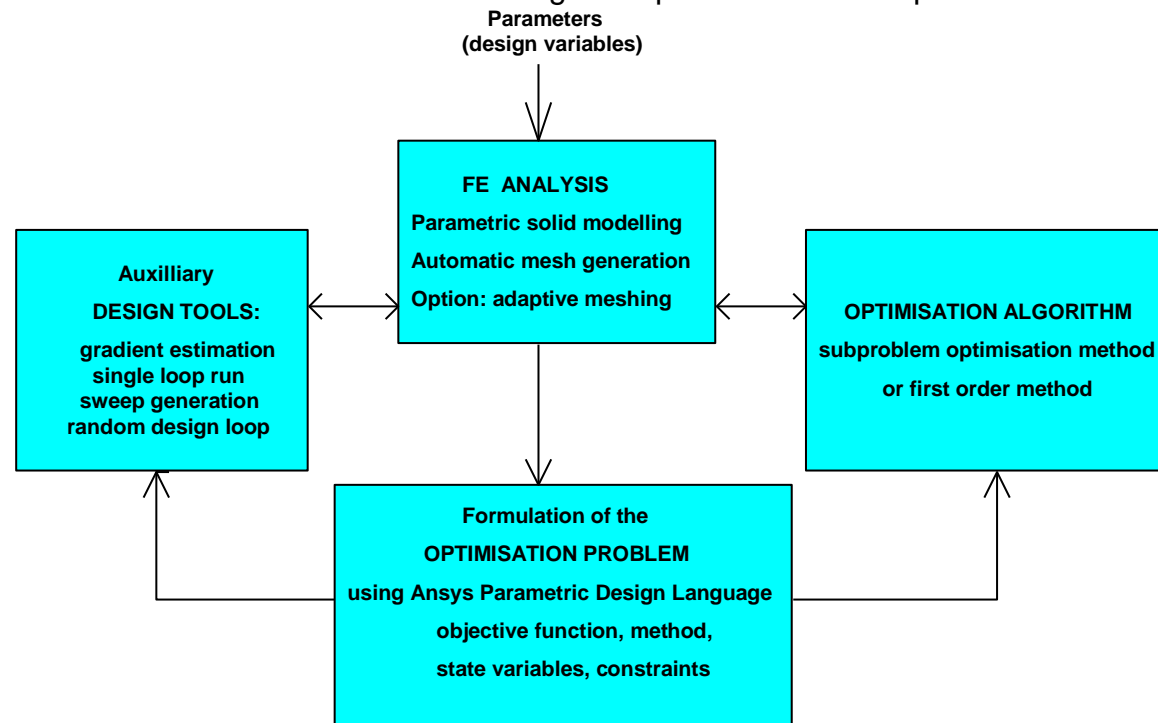 Parameters
(design variables)
FE ANALYSIS
Parametric solid modelling
Automatic mesh generation
Option: adaptive meshing
Auxilliary
DESIGN TOOLS:
gradient estimation
single loop run
sweep generation
random design loop
OPTIMISATION ALGORITHM
subproblem optimisation method
or first order method
Formulation of the
OPTIMISATION PROBLEM
using Ansys Parametric Design Language
objective function, method,
state variables, constraints